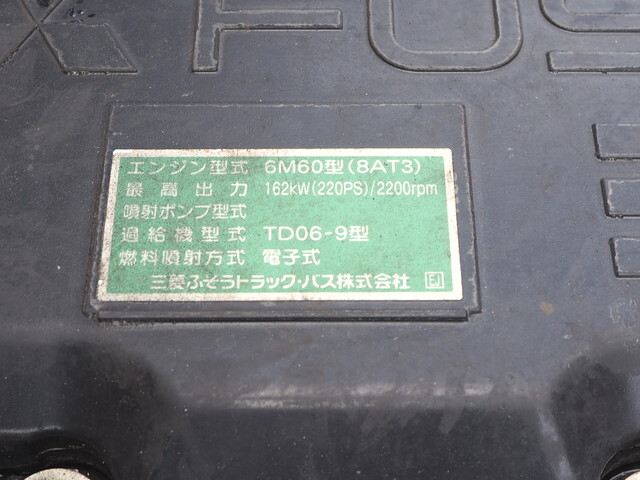 FUS
エンジン型式 6M60型(8AT3)
最高出力 162kW(220PS)/2200rpm
噴射ポンプ型式
過給機型式 TD06-9型
燃料噴射方式 電子式
三菱ふそうトラック・バス株式会社 EJ